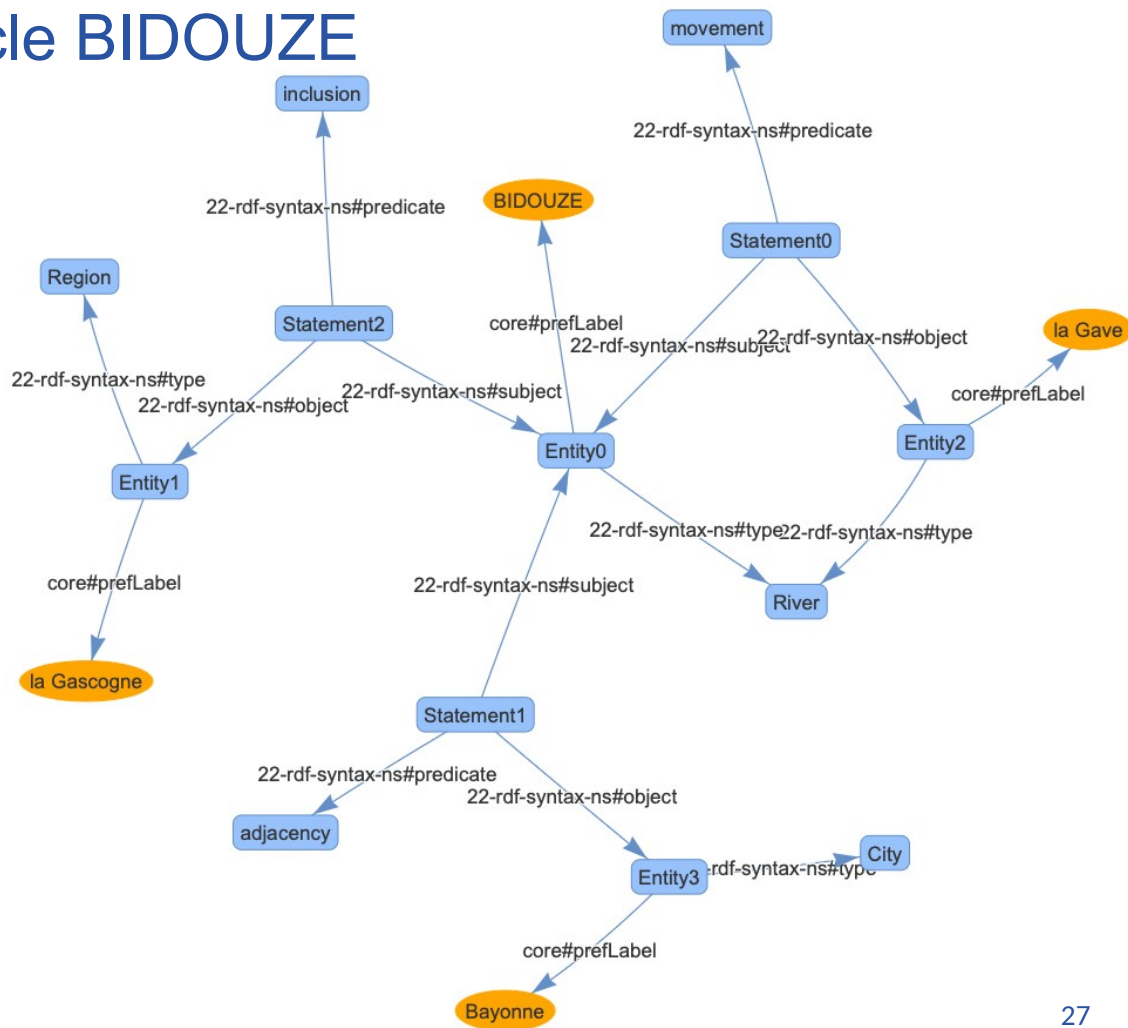 cle BIDOUZE
movement
inclusion
22-rdf-syntax-ns#predicate
BIDOUZE
22-rdf-syntax-ns#predicate
Statement0
Region
Statement2
core#prefLabel
la Gave
22-rdf-syntax-ns#subject
22-rdf-syntax-ns#object
22-rdf-syntax-ns#type
22-rdf-syntax-ns#subject
core#prefLabel
22-rdf-syntax-ns#object
Entity0
Entity2
Entity1
22-rdf-syntax-ns#type
22-rdf-syntax-ns#type
core#prefLabel
22-rdf-syntax-ns#subject
River
la Gascogne
Statement1
22-rdf-syntax-ns#predicate
22-rdf-syntax-ns#object
adjacency
City
Entity3
-rdf-syntax-ns#type
core#prefLabel
Bayonne
27